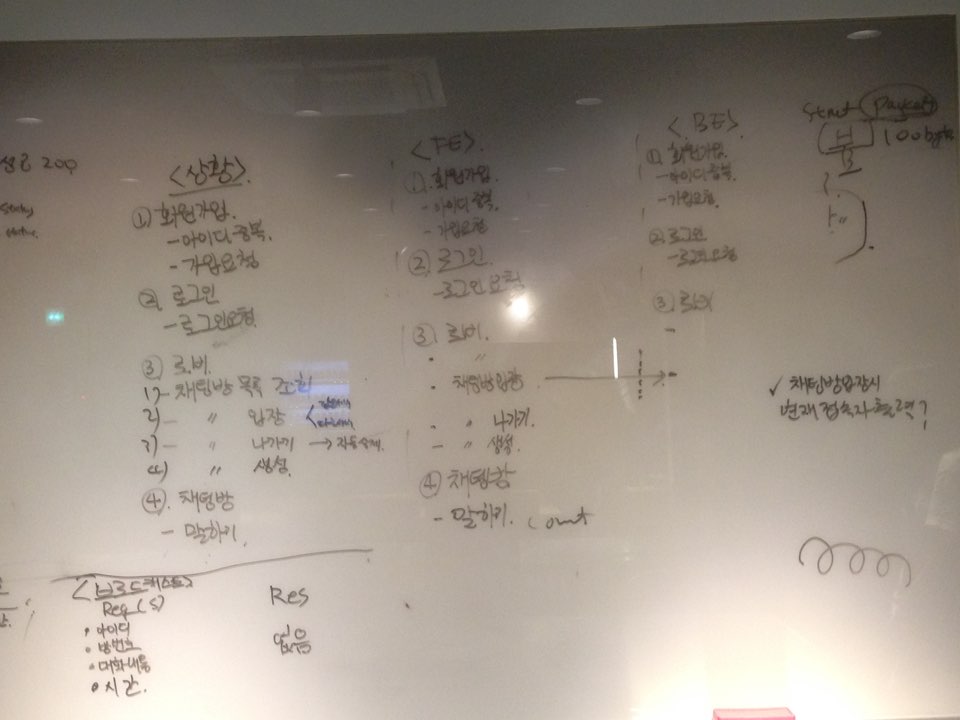 성공 200
<상황>
① 회원가입.
- 아이디 중복.
- 가입요청
② 로그인
- 로그인요청.
③ 로비.
1) - 채팅방 목록 조회
2) - 〃 입장 <
3) - 〃 나가기 → 자동삭제.
4) 〃 생성.
④ 채팅방
- 말하기.
<브로드캐스트>
Req(s)
• 아이디
• 방번호
• 대화내용
• 시간.
Res
없음
<FE>.
① 회원가입.
- 아이디 중복.
- 가입요청
② 로그인.
- 로그인 요청
③ 로비.
• 〃
• 채팅방입장
• 〃 나가기.
- 〃 생성.
④ 채팅방
- 말하기. count
<BE>
① 회원가입.
- 아이디중복.
- 가입요청.
② 로그인
- 로그인요청
③ 로비
-
struct packet
100byte
✓ 채팅방입장시
현재 접속자 출력?